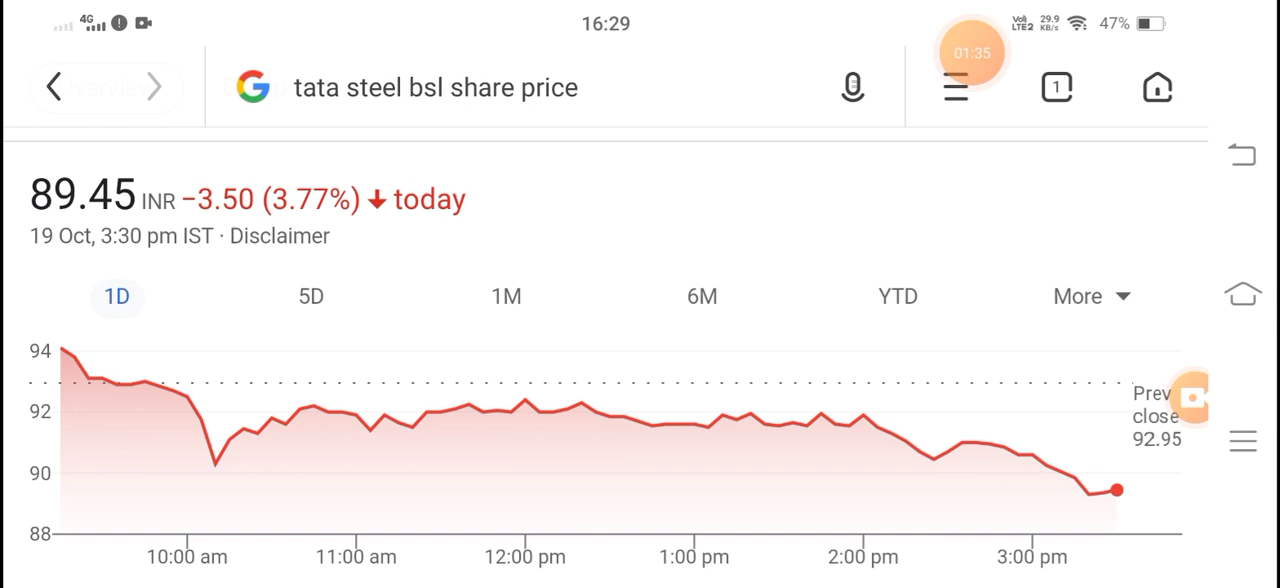 4G 16:29 Vo) LTE2 29.9 KB/s 47%
01:35
tata steel bsl share price 1
89.45 INR −3.50 (3.77%) today
19 Oct, 3:30 pm IST · Disclaimer
1D 5D 1M 6M YTD More
94
92
90
88
Prev
close
92.95
10:00 am 11:00 am 12:00 pm 1:00 pm 2:00 pm 3:00 pm